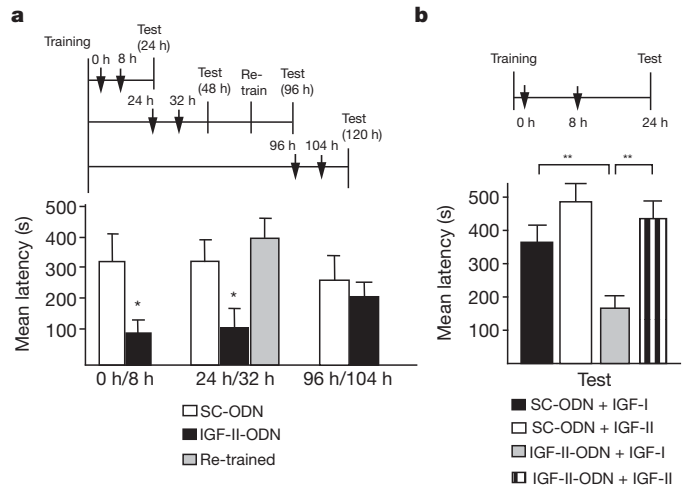 a
Training
0 h
8 h
Test
(24 h)
24 h
32 h
Test
(48 h)
Re-
train
Test
(96 h)
96 h
104 h
Test
(120 h)
Mean latency (s)
500
400
300
200
100
*
*
0 h/8 h
24 h/32 h
96 h/104 h
SC-ODN
IGF-II-ODN
Re-trained
b
Training
Test
0 h
8 h
24 h
**
**
Mean latency (s)
500
400
300
200
100
Test
SC-ODN + IGF-I
SC-ODN + IGF-II
IGF-II-ODN + IGF-I
IGF-II-ODN + IGF-II